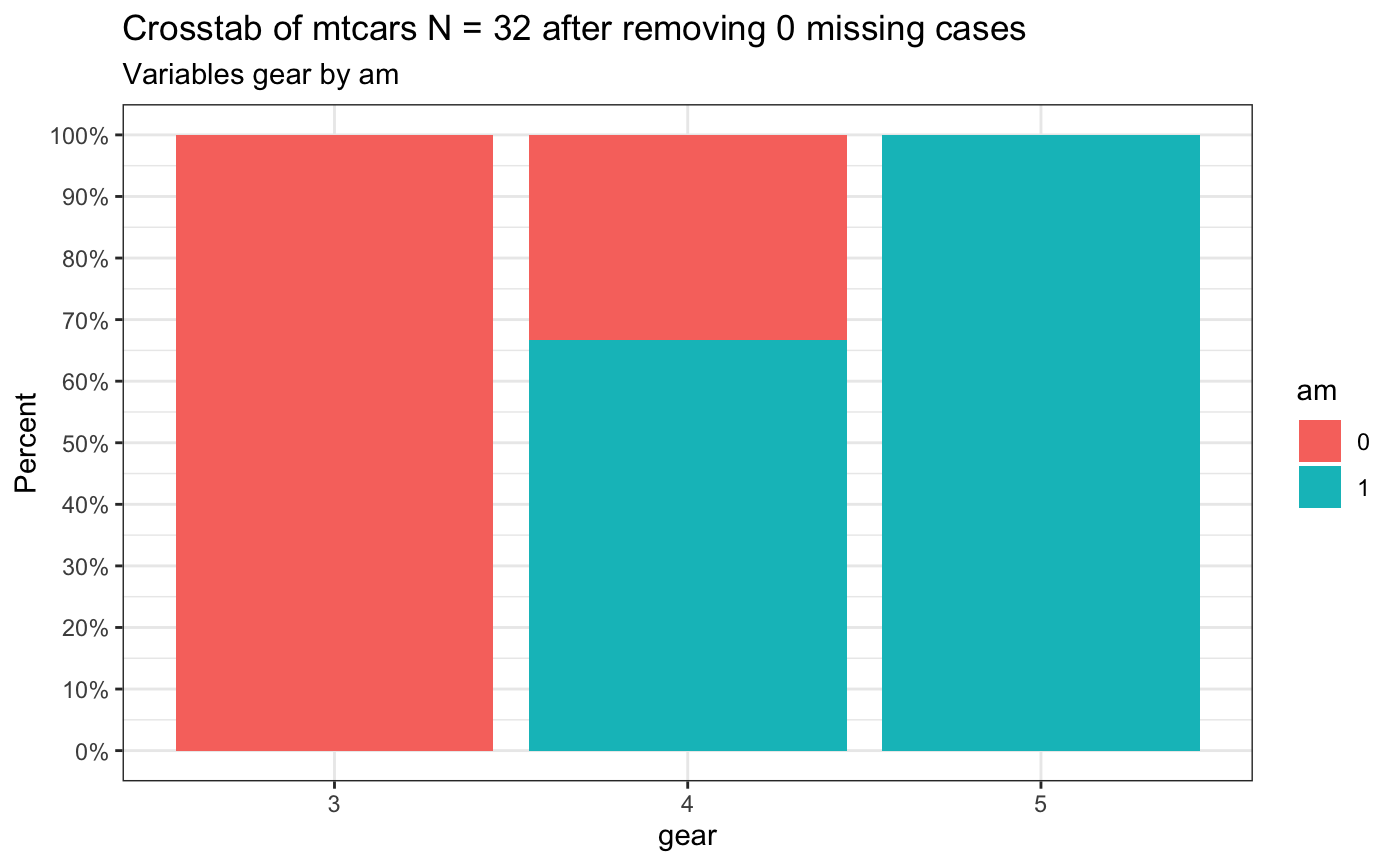 Crosstab of mtcars N = 32 after removing 0 missing cases
Variables gear by am
100%
90%
80%
70%
60%
50%
40%
30%
20%
10%
0%
Percent
3 4 5
gear
am
0
1